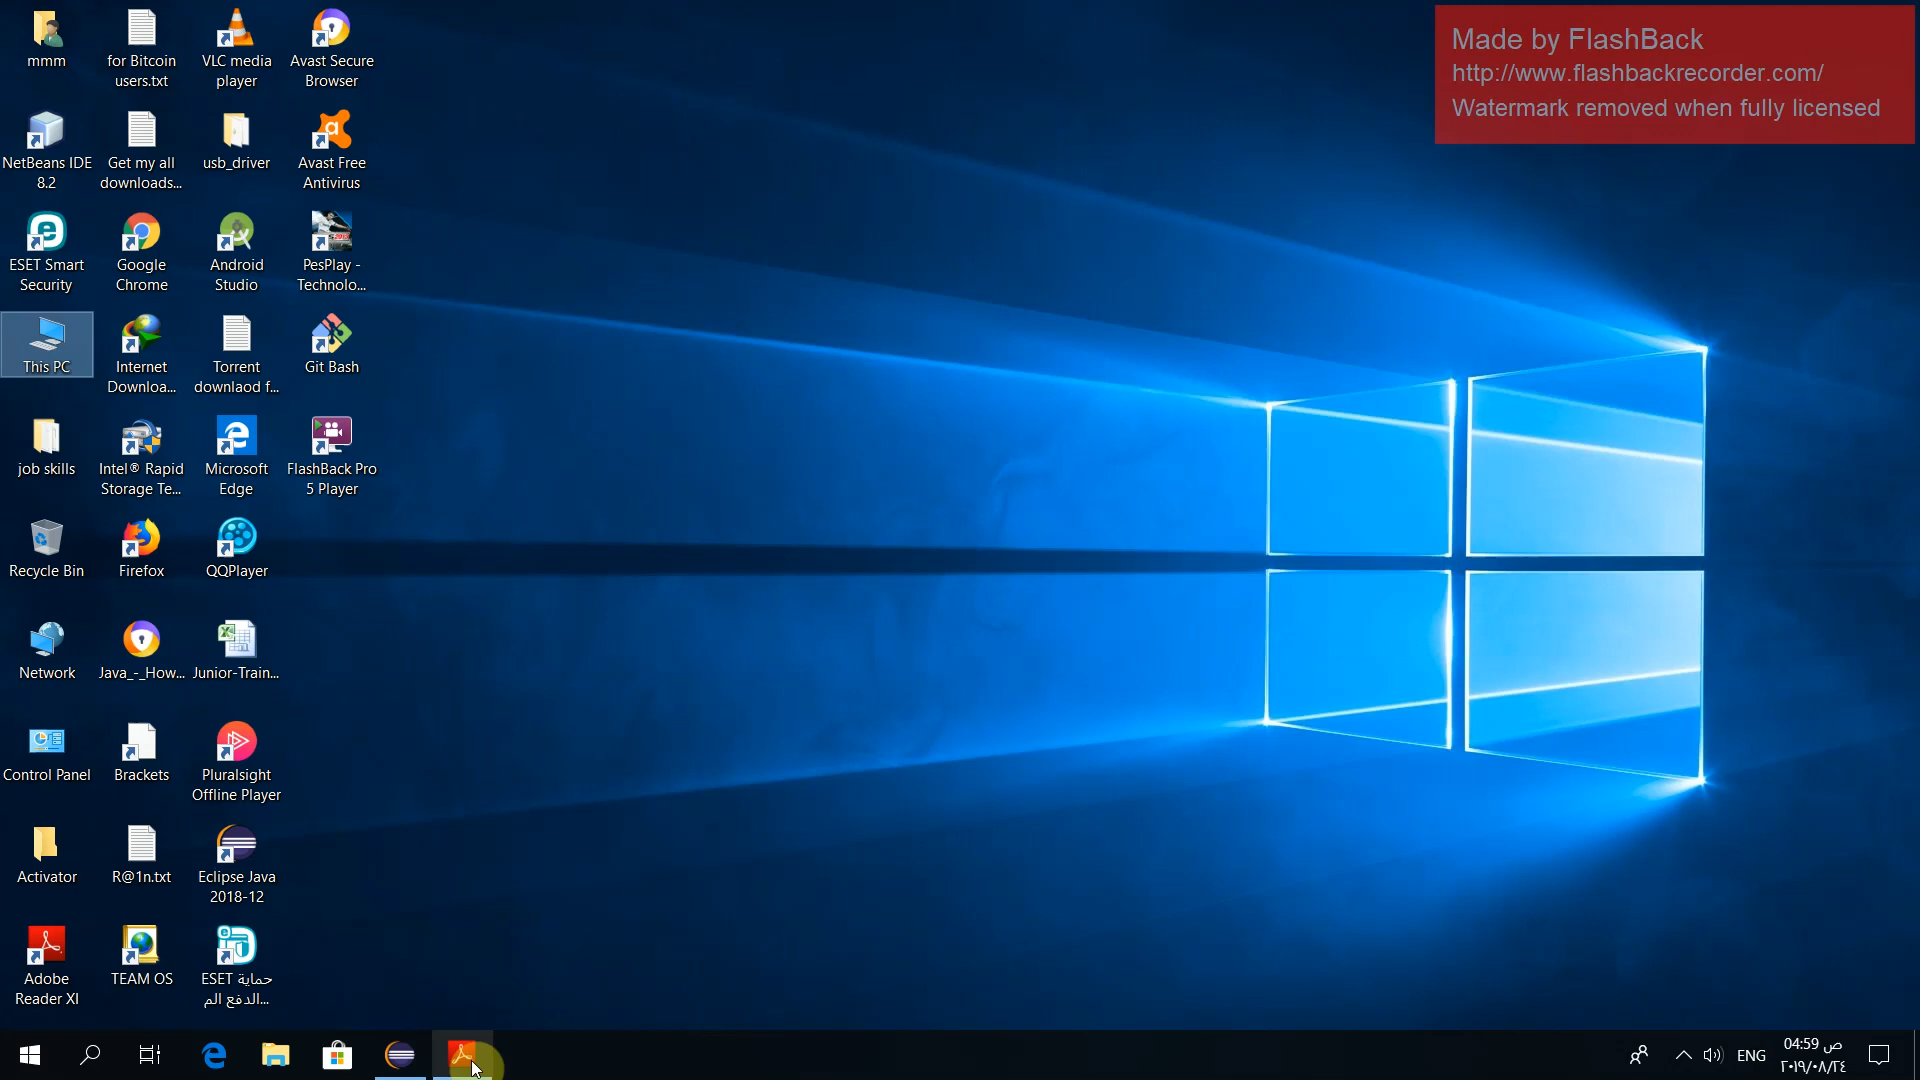 mmm
for Bitcoin
users.txt
VLC media
player
Avast Secure
Browser
NetBeans IDE
8.2
Get my all
downloads...
usb_driver
Avast Free
Antivirus
ESET Smart
Security
Google
Chrome
Android
Studio
PesPlay -
Technolo...
This PC
Internet
Downloa...
Torrent
downlaod f...
Git Bash
job skills
Intel® Rapid
Storage Te...
Microsoft
Edge
FlashBack Pro
5 Player
Recycle Bin
Firefox
QQPlayer
Network
Java_-_How...
Junior-Train...
Control Panel
Brackets
Pluralsight
Offline Player
Activator
R@1n.txt
Eclipse Java
2018-12
Adobe
Reader XI
TEAM OS
حماية ESET
الدفع الم...
Made by FlashBack
http://www.flashbackrecorder.com/
Watermark removed when fully licensed
ENG
04:59 ص
٢٠١٩/٠٨/٢٤